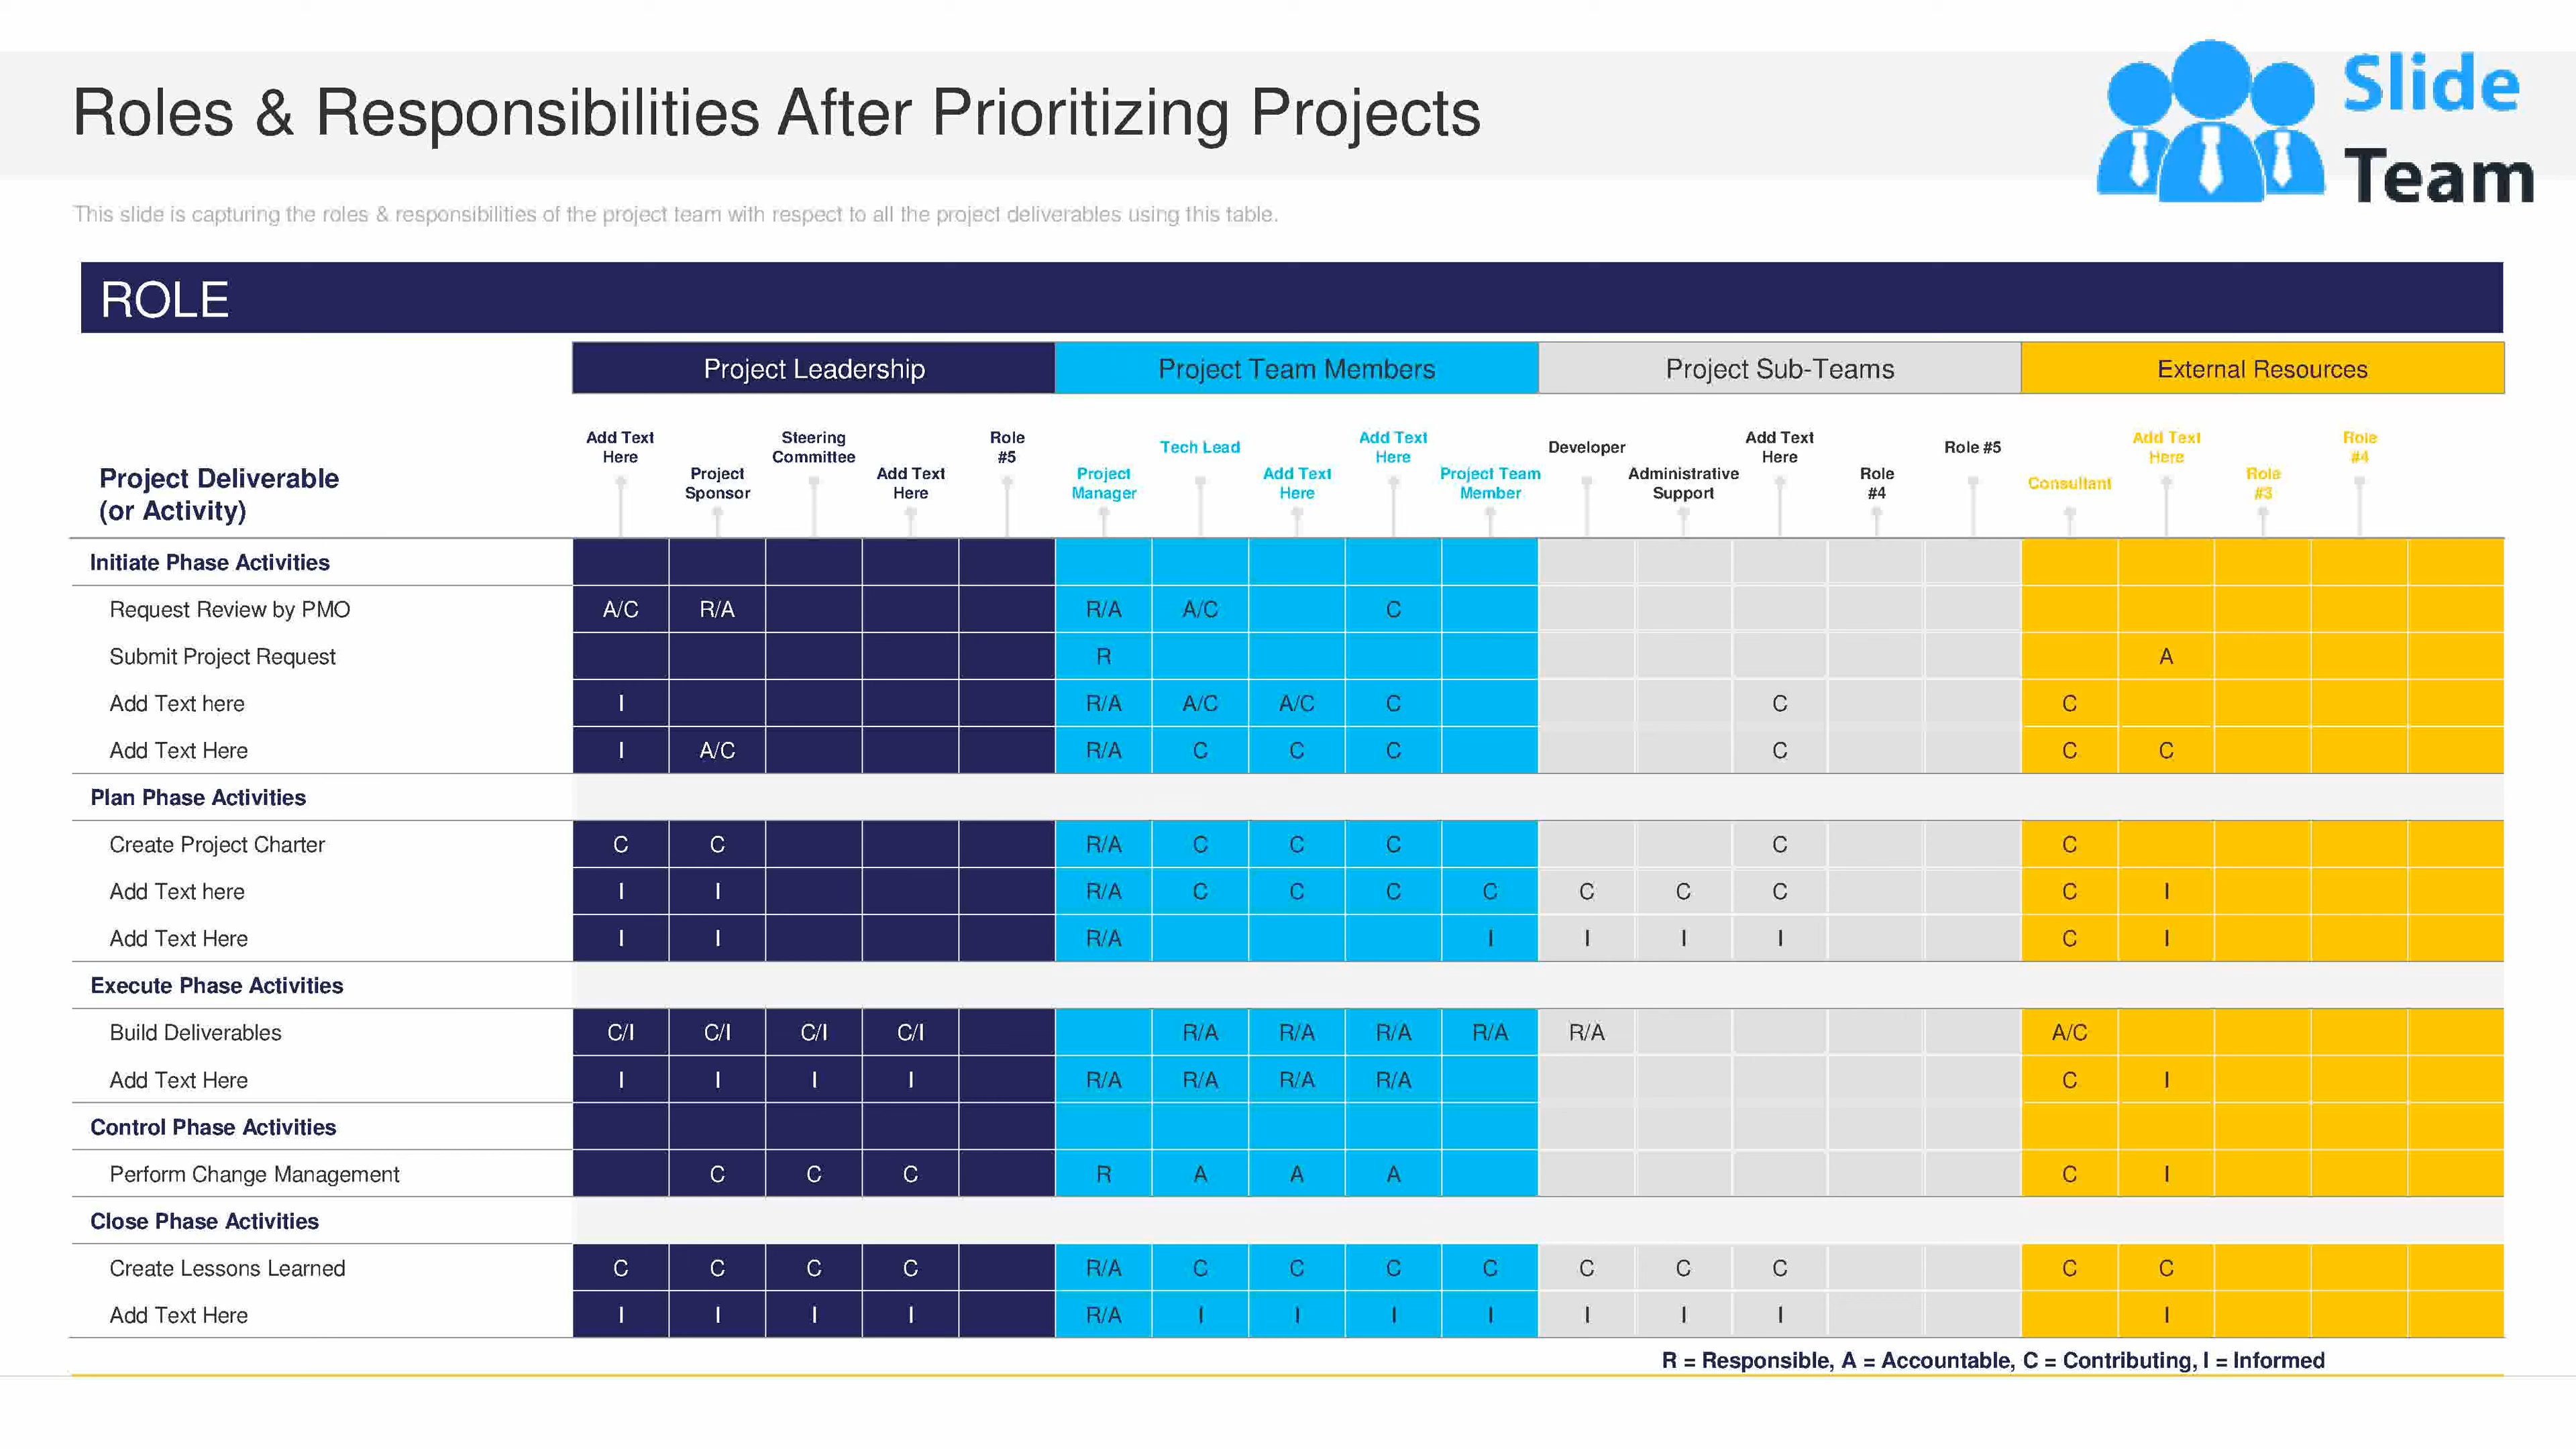 Roles & Responsibilities After Prioritizing Projects
Slide
Team
This slide is capturing the roles & responsibilities of the project team with respect to all the project deliverables using this table.
ROLE
Project Leadership Project Team Members Project Sub-Teams External Resources
Project Deliverable
(or Activity)
Add Text
Here
Project
Sponsor
Steering
Committee
Add Text
Here
Role
#5
Project
Manager
Tech Lead
Add Text
Here
Add Text
Here
Project Team
Member
Developer
Administrative
Support
Add Text
Here
Role
#4
Role #5
Consultant
Add Text
Here
Role
#3
Role
#4
Initiate Phase Activities
Request Review by PMO A/C R/A R/A A/C C
Submit Project Request R A
Add Text here I R/A A/C A/C C C C
Add Text Here I A/C R/A C C C C C C
Plan Phase Activities
Create Project Charter C C R/A C C C C C
Add Text here I I R/A C C C C C C C C I
Add Text Here I I R/A I I I I C I
Execute Phase Activities
Build Deliverables C/I C/I C/I C/I R/A R/A R/A R/A R/A A/C
Add Text Here I I I I R/A R/A R/A R/A C I
Control Phase Activities
Perform Change Management C C C R A A A C I
Close Phase Activities
Create Lessons Learned C C C C R/A C C C C C C C C C
Add Text Here I I I I R/A I I I I I I I I
R = Responsible, A = Accountable, C = Contributing, I = Informed